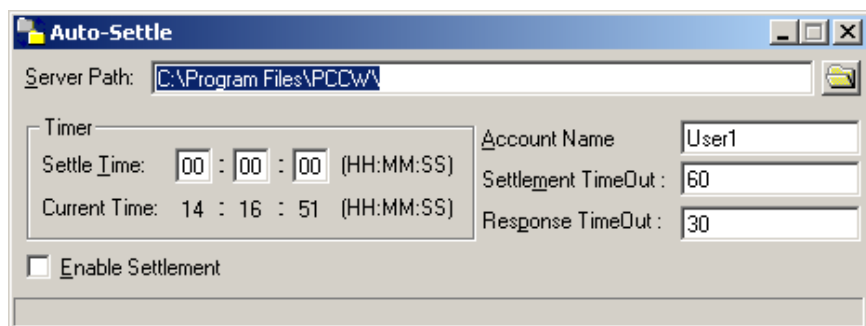 Auto-Settle
Server Path: C:\Program Files\PCCW\
Timer
Settle Time: 00 : 00 : 00 (HH:MM:SS)
Current Time: 14 : 16 : 51 (HH:MM:SS)
Account Name User1
Settlement TimeOut : 60
Response TimeOut : 30
Enable Settlement